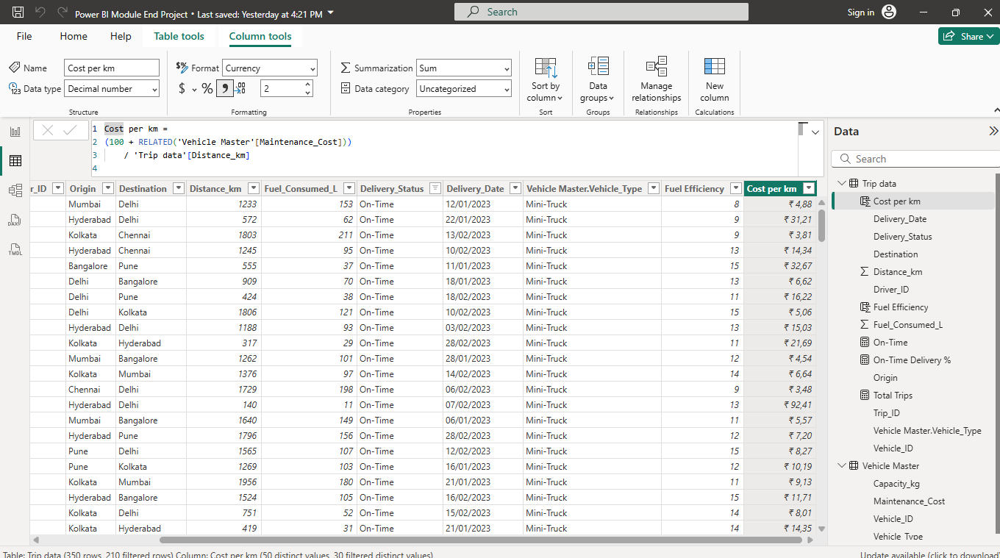 Power BI Module End Project • Last saved: Yesterday at 4:21 PM
Search
Sign in
File Home Help Table tools Column tools
Share
Name Cost per km
Format Currency
Summarization Sum
Data type Decimal number
$ % 2
Data category Uncategorized
Sort by column
Data groups
Manage relationships
New column
Structure Formatting Properties Sort Groups Relationships Calculations
1 Cost per km =
2 (100 + RELATED('Vehicle Master'[Maintenance_Cost]))
3 / 'Trip data'[Distance_km]
4
r_ID Origin Destination Distance_km Fuel_Consumed_L Delivery_Status Delivery_Date Vehicle Master.Vehicle_Type Fuel Efficiency Cost per km
Mumbai Delhi 1233 153 On-Time 12/01/2023 Mini-Truck 8 ₹ 4,88
Hyderabad Delhi 572 62 On-Time 22/01/2023 Mini-Truck 9 ₹ 31,21
Kolkata Chennai 1803 211 On-Time 13/02/2023 Mini-Truck 9 ₹ 3,81
Hyderabad Chennai 1245 95 On-Time 10/02/2023 Mini-Truck 13 ₹ 14,34
Bangalore Pune 555 37 On-Time 11/01/2023 Mini-Truck 15 ₹ 32,67
Delhi Bangalore 909 70 On-Time 18/01/2023 Mini-Truck 13 ₹ 6,62
Delhi Pune 424 38 On-Time 18/02/2023 Mini-Truck 11 ₹ 16,22
Delhi Kolkata 1806 121 On-Time 10/02/2023 Mini-Truck 15 ₹ 5,06
Hyderabad Delhi 1188 93 On-Time 03/02/2023 Mini-Truck 13 ₹ 15,03
Kolkata Hyderabad 317 29 On-Time 28/02/2023 Mini-Truck 11 ₹ 21,69
Mumbai Bangalore 1262 101 On-Time 28/01/2023 Mini-Truck 12 ₹ 4,54
Kolkata Mumbai 1376 97 On-Time 14/02/2023 Mini-Truck 14 ₹ 6,64
Chennai Delhi 1729 198 On-Time 06/02/2023 Mini-Truck 9 ₹ 3,48
Hyderabad Delhi 140 11 On-Time 07/02/2023 Mini-Truck 13 ₹ 92,41
Mumbai Bangalore 1640 149 On-Time 06/01/2023 Mini-Truck 11 ₹ 5,57
Hyderabad Pune 1796 156 On-Time 28/02/2023 Mini-Truck 12 ₹ 7,20
Pune Delhi 1565 107 On-Time 12/02/2023 Mini-Truck 15 ₹ 8,27
Pune Kolkata 1269 103 On-Time 16/01/2023 Mini-Truck 12 ₹ 10,19
Kolkata Mumbai 1956 180 On-Time 21/01/2023 Mini-Truck 11 ₹ 9,13
Hyderabad Bangalore 1524 105 On-Time 16/02/2023 Mini-Truck 15 ₹ 11,71
Kolkata Delhi 751 52 On-Time 15/02/2023 Mini-Truck 14 ₹ 8,01
Kolkata Hyderabad 419 31 On-Time 21/01/2023 Mini-Truck 14 ₹ 14,35
DAX
TMDL
Data
Search
Trip data
Cost per km
Delivery_Date
Delivery_Status
Destination
Distance_km
Driver_ID
Fuel Efficiency
Fuel_Consumed_L
On-Time
On-Time Delivery %
Origin
Total Trips
Trip_ID
Vehicle Master.Vehicle_Type
Vehicle_ID
Vehicle Master
Capacity_kg
Maintenance_Cost
Vehicle_ID
Vehicle_Type
Table: Trip data (350 rows, 210 filtered rows) Column: Cost per km (50 distinct values, 30 filtered distinct values)
Update available (click to download)